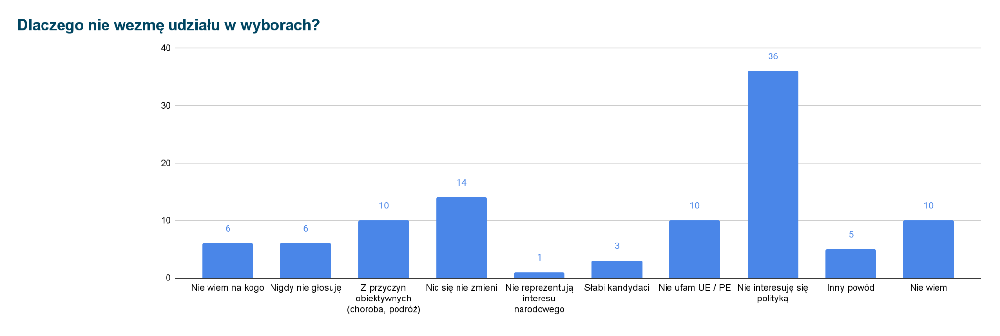 Dlaczego nie wezmę udziału w wyborach?
40
30
20
10
0
6
6
10
14
1
3
10
36
5
10
Nie wiem na kogo
Nigdy nie głosuję
Z przyczyn
obiektywnych
(choroba, podróż)
Nic się nie zmieni
Nie reprezentują
interesu
narodowego
Słabi kandydaci
Nie ufam UE / PE
Nie interesuję się
polityką
Inny powód
Nie wiem